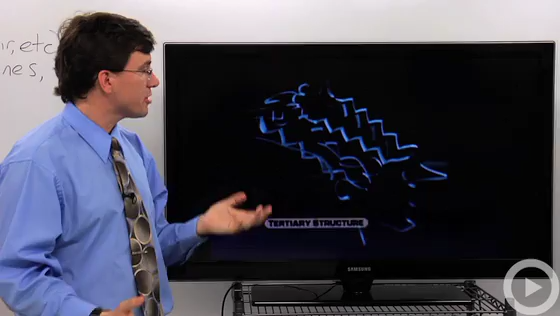 r, etc)
nes,
TERTIARY STRUCTURE
SAMSUNG